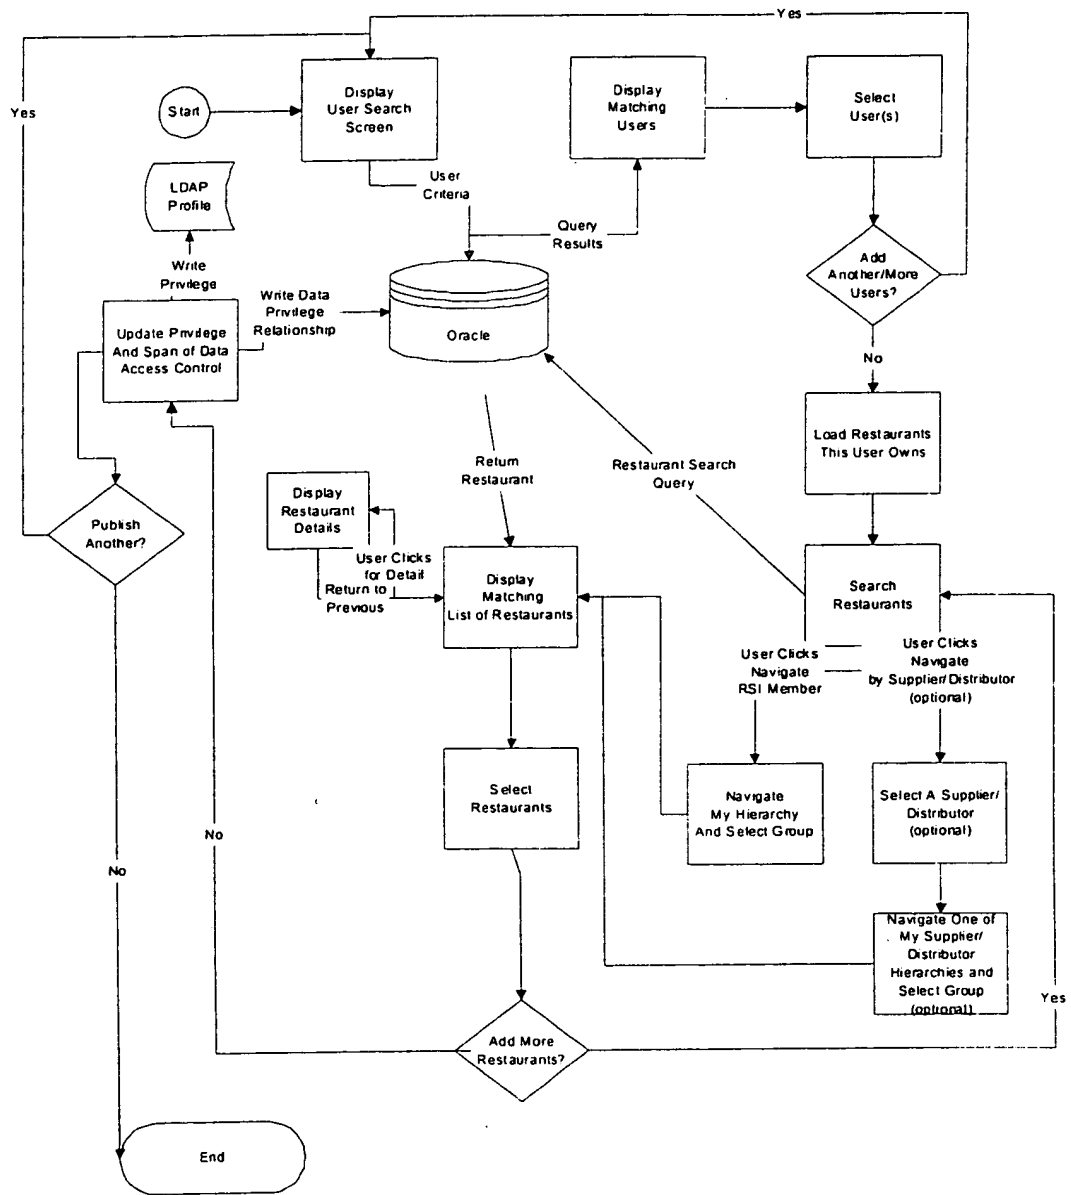 Yes
Yes
Start
Display
User Search
Screen
Display
Matching
Users
Select
User(s)
LDAP
Profile
User
Criteria
Query
Results
Add
Another/More
Users?
Write
Privilege
Write Data
Privilege
Relationship
Update Privilege
And Span of Data
Access Control
Oracle
No
Load Restaurants
This User Owns
Return
Restaurant
Restaurant Search
Query
Display
Restaurant
Details
Publish
Another?
User Clicks
for Detail
Return to
Previous
Display
Matching
List of Restaurants
Search
Restaurants
User Clicks
Navigate
RSI Member
User Clicks
Navigate
by Supplier/Distributor
(optional)
Select
Restaurants
Navigate
My Hierarchy
And Select Group
Select A Supplier/
Distributor
(optional)
No
No
Navigate One of
My Supplier/
Distributor
Hierarchies and
Select Group
(optional)
Yes
Add More
Restaurants?
End